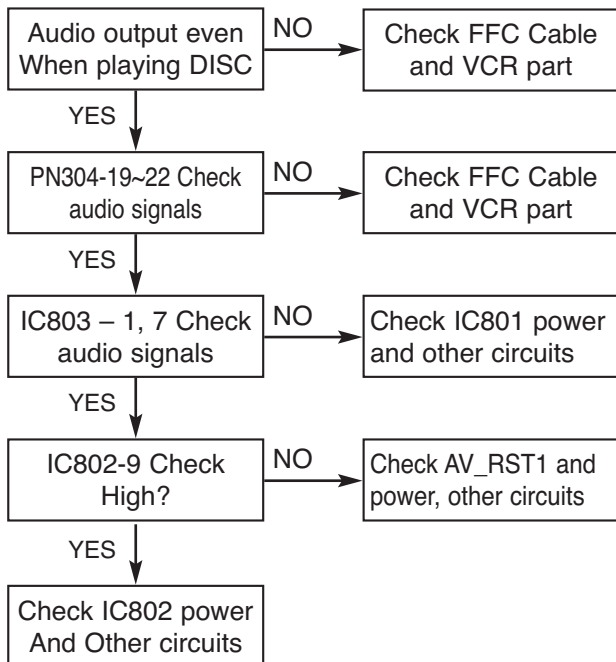 Audio output even
When playing DISC
NO
Check FFC Cable
and VCR part
YES
PN304-19~22 Check
audio signals
NO
Check FFC Cable
and VCR part
YES
IC803 – 1, 7 Check
audio signals
NO
Check IC801 power
and other circuits
YES
IC802-9 Check
High?
NO
Check AV_RST1 and
power, other circuits
YES
Check IC802 power
And Other circuits